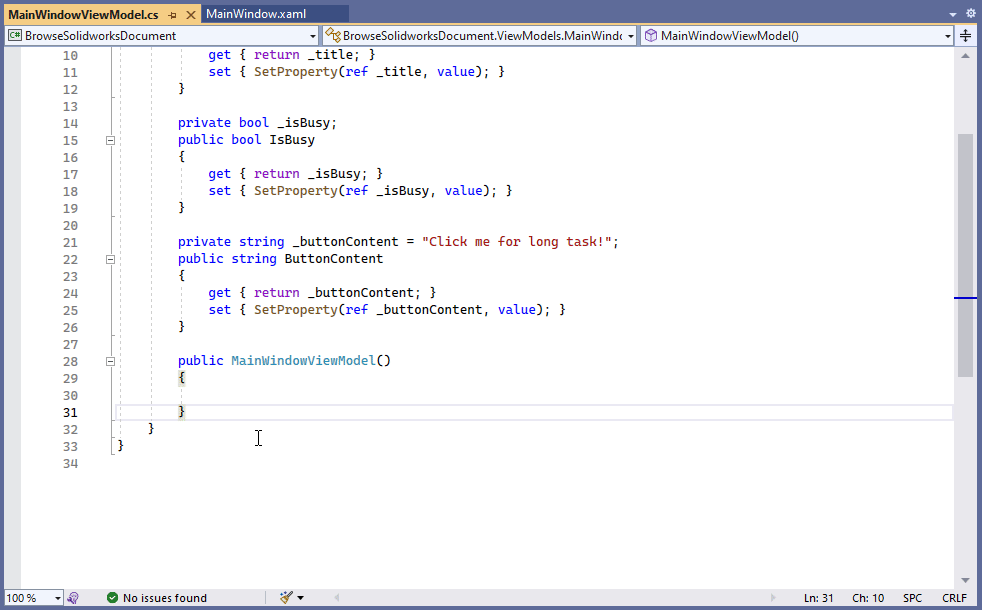 MainWindowViewModel.cs MainWindow.xaml
C# BrowseSolidworksDocument BrowseSolidworksDocument.ViewModels.MainWindo MainWindowViewModel()
10 get { return _title; }
11 set { SetProperty(ref _title, value); }
12 }
13
14 private bool _isBusy;
15 public bool IsBusy
16 {
17 get { return _isBusy; }
18 set { SetProperty(ref _isBusy, value); }
19 }
20
21 private string _buttonContent = "Click me for long task!";
22 public string ButtonContent
23 {
24 get { return _buttonContent; }
25 set { SetProperty(ref _buttonContent, value); }
26 }
27
28 public MainWindowViewModel()
29 {
30
31 }
32 }
33 }
34
100 % No issues found Ln: 31 Ch: 10 SPC CRLF